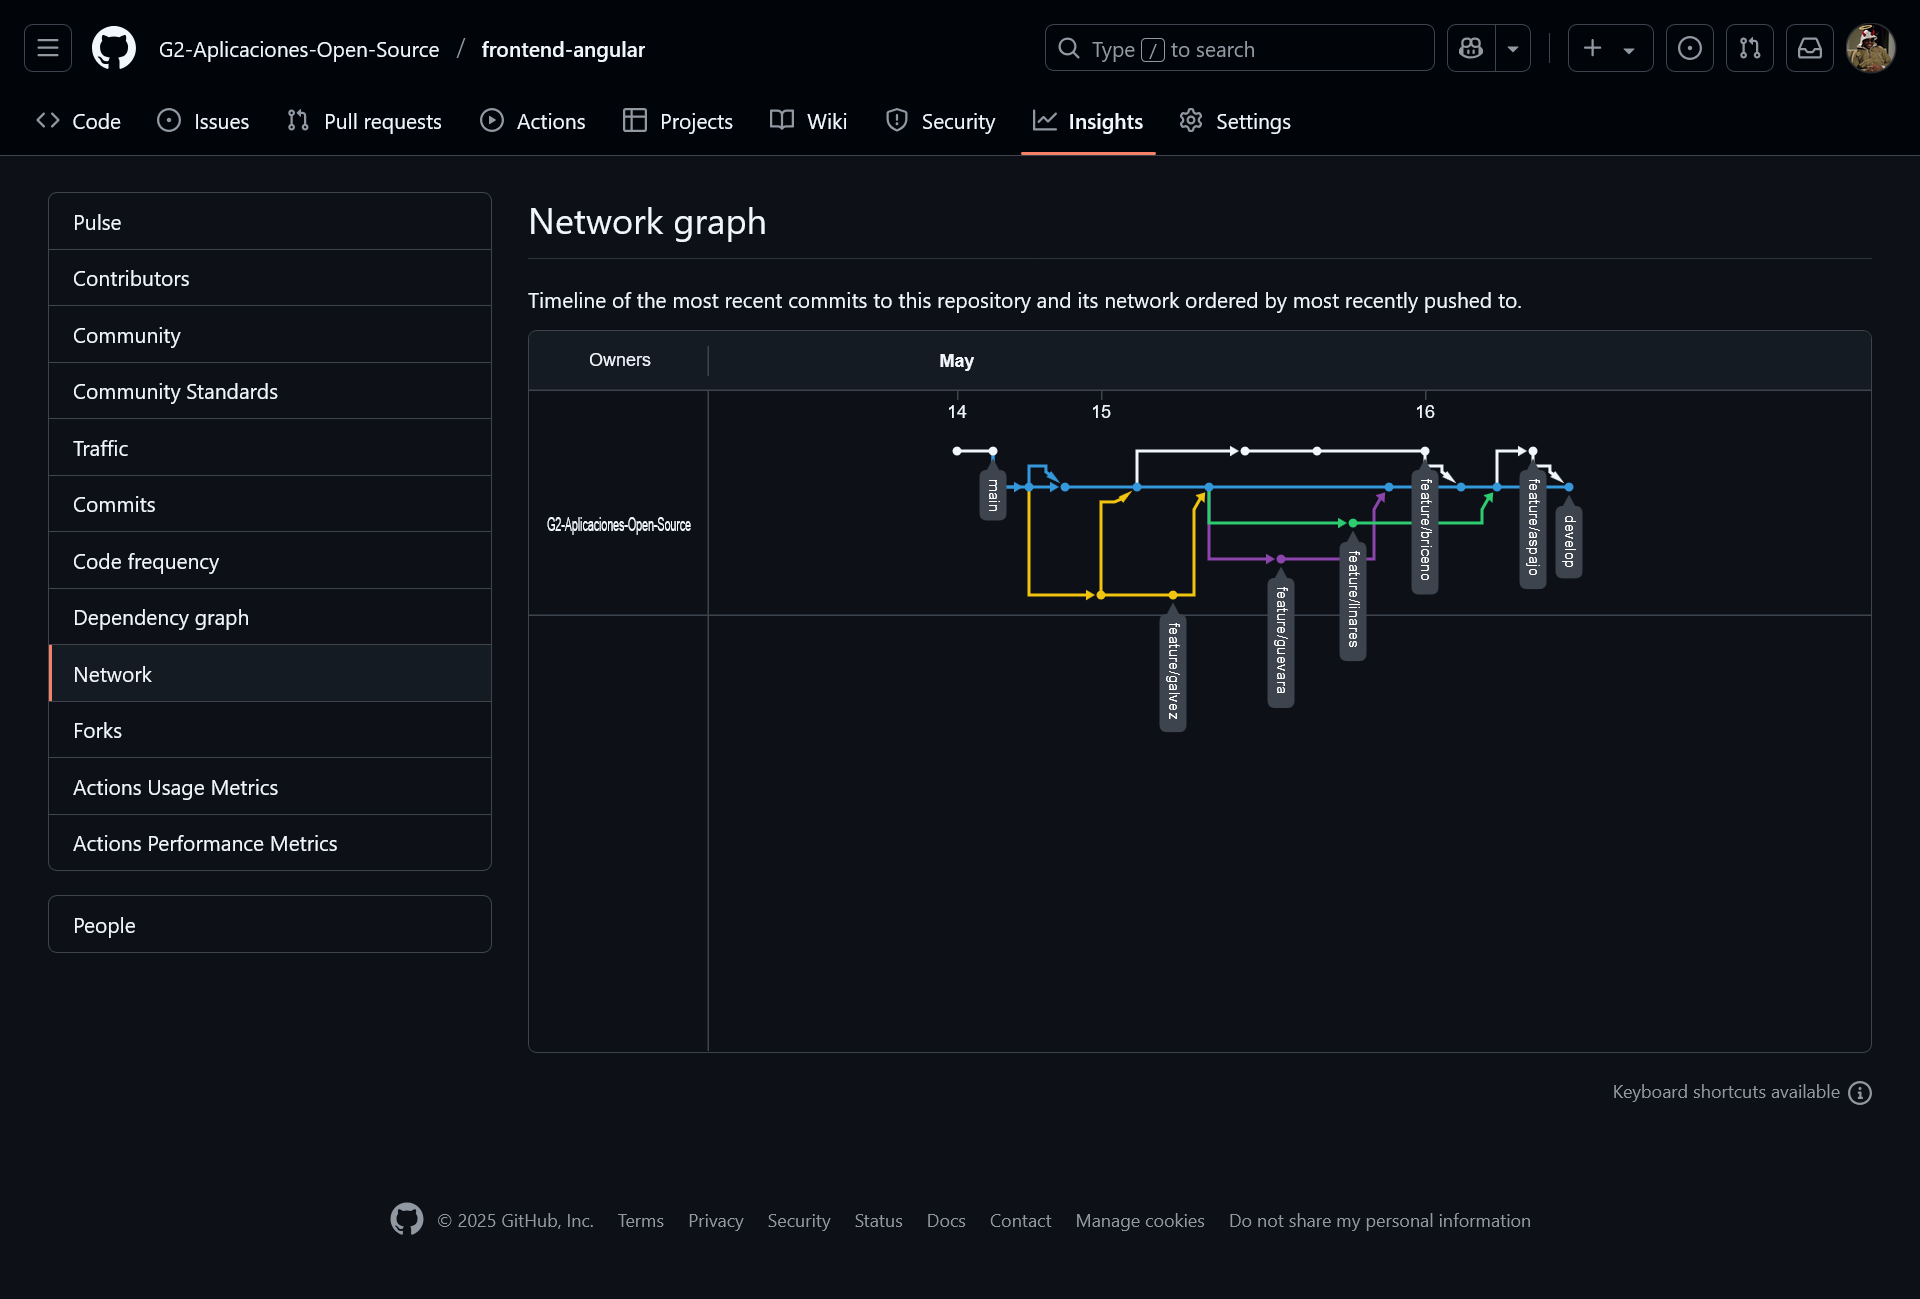 G2-Aplicaciones-Open-Source / frontend-angular
Type / to search
Code
Issues
Pull requests
Actions
Projects
Wiki
Security
Insights
Settings
Pulse
Contributors
Community
Community Standards
Traffic
Commits
Code frequency
Dependency graph
Network
Forks
Actions Usage Metrics
Actions Performance Metrics
People
Network graph
Timeline of the most recent commits to this repository and its network ordered by most recently pushed to.
Owners
May
14
15
16
G2-Aplicaciones-Open-Source
main
feature/galvez
feature/guevara
feature/linares
feature/briceno
feature/aspajo
develop
Keyboard shortcuts available
© 2025 GitHub, Inc.
Terms
Privacy
Security
Status
Docs
Contact
Manage cookies
Do not share my personal information